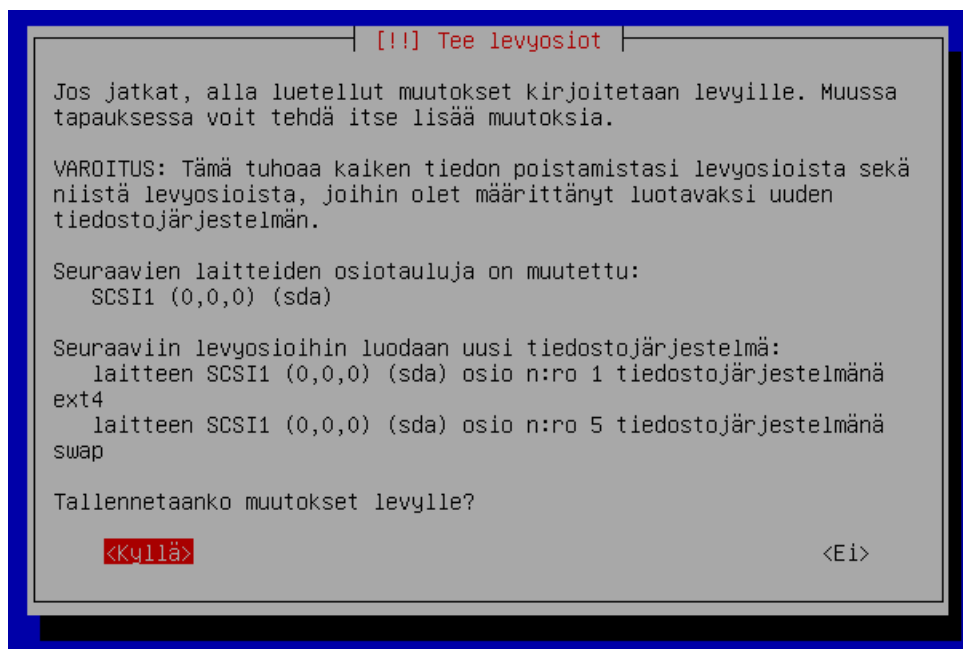 [!!] Tee levyosiot
Jos jatkat, alla luetellut muutokset kirjoitetaan levyille. Muussa
tapauksessa voit tehdä itse lisää muutoksia.
VAROITUS: Tämä tuhoaa kaiken tiedon poistamistasi levyosioista sekä
niistä levyosioista, joihin olet määrittänyt luotavaksi uuden
tiedostojärjestelmän.
Seuraavien laitteiden osiotauluja on muutettu:
SCSI1 (0,0,0) (sda)
Seuraaviin levyosioihin luodaan uusi tiedostojärjestelmä:
laitteen SCSI1 (0,0,0) (sda) osio n:ro 1 tiedostojärjestelmänä
ext4
laitteen SCSI1 (0,0,0) (sda) osio n:ro 5 tiedostojärjestelmänä
swap
Tallennetaanko muutokset levylle?
<Kyllä> <Ei>